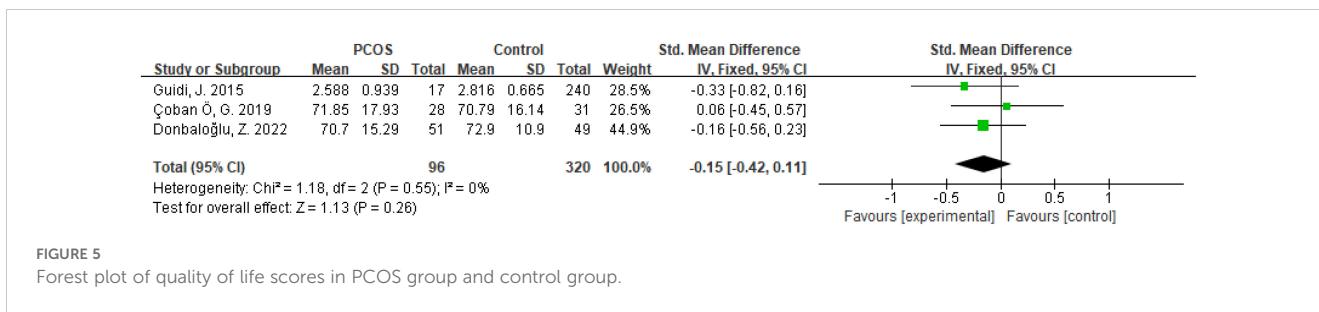 PCOS Control Std. Mean Difference Std. Mean Difference
Study or Subgroup Mean SD Total Mean SD Total Weight IV, Fixed, 95% CI IV, Fixed, 95% CI
Guidi, J. 2015 2.588 0.939 17 2.816 0.665 240 28.5% -0.33 [-0.82, 0.16]
Çoban Ö, G. 2019 71.85 17.93 28 70.79 16.14 31 26.5% 0.06 [-0.45, 0.57]
Donbaloğlu, Z. 2022 70.7 15.29 51 72.9 10.9 49 44.9% -0.16 [-0.56, 0.23]
Total (95% CI) 96 320 100.0% -0.15 [-0.42, 0.11]
Heterogeneity: Chi² = 1.18, df = 2 (P = 0.55); I² = 0%
Test for overall effect: Z = 1.13 (P = 0.26)
-1 -0.5 0 0.5 1
Favours [experimental] Favours [control]
FIGURE 5
Forest plot of quality of life scores in PCOS group and control group.